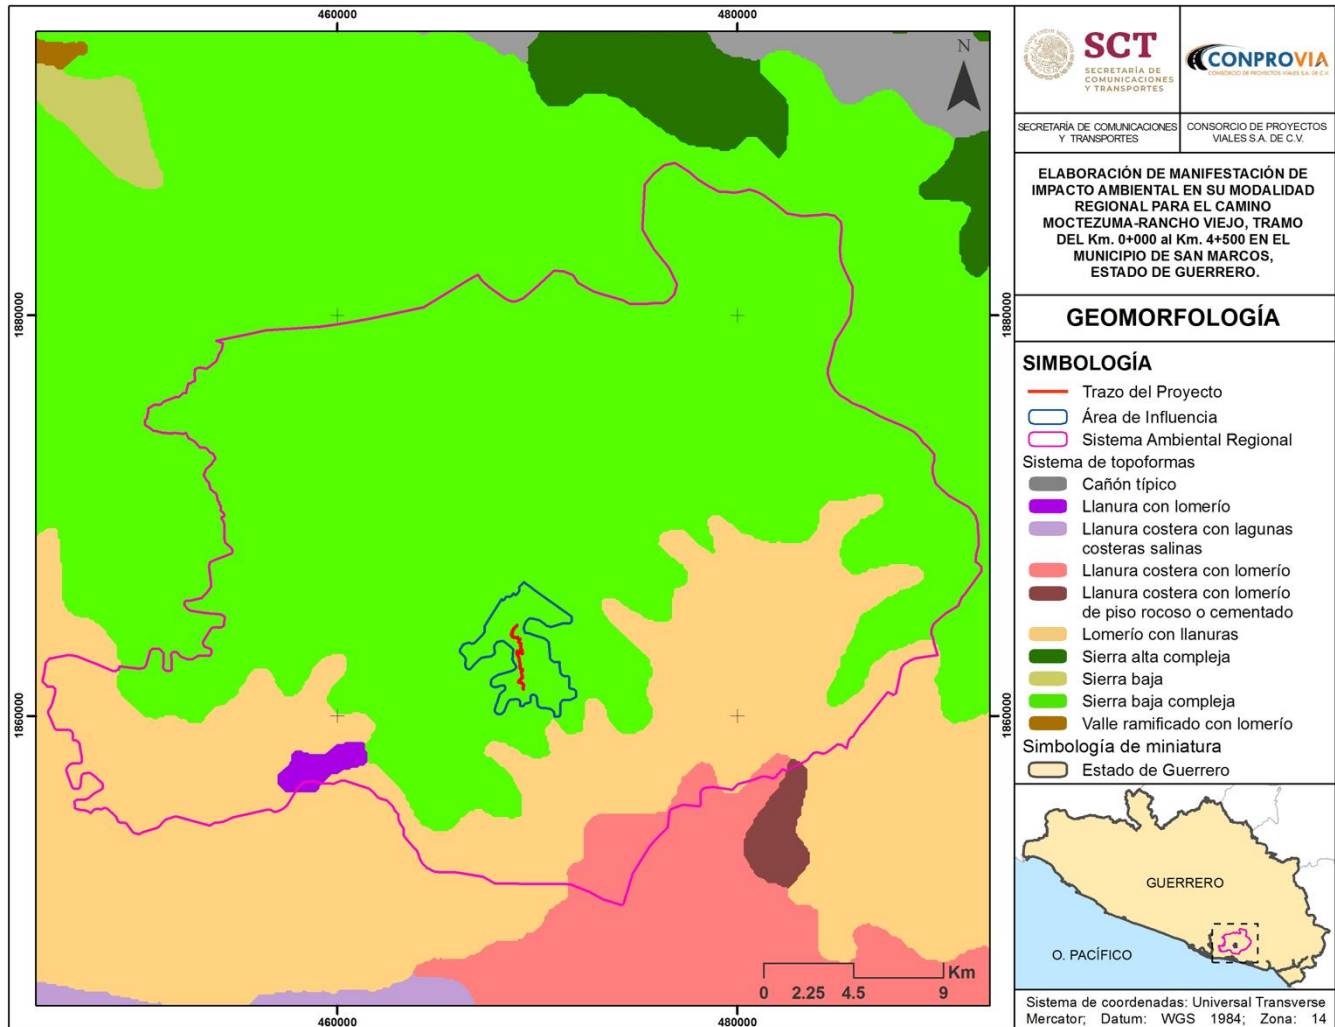 460000
480000
N
1880000
1880000
1860000
1860000
Km
0
2.25
4.5
9
460000
480000
SCT
SECRETARÍA DE
COMUNICACIONES
Y TRANSPORTES
CONPROVIA
CONSORCIO DE PROYECTOS VIALES S.A. DE C.V.
SECRETARÍA DE COMUNICACIONES
Y TRANSPORTES
CONSORCIO DE PROYECTOS
VIALES S.A. DE C.V.
ELABORACIÓN DE MANIFESTACIÓN DE
IMPACTO AMBIENTAL EN SU MODALIDAD
REGIONAL PARA EL CAMINO
MOCTEZUMA-RANCHO VIEJO, TRAMO
DEL Km. 0+000 al Km. 4+500 EN EL
MUNICIPIO DE SAN MARCOS,
ESTADO DE GUERRERO.
GEOMORFOLOGÍA
SIMBOLOGÍA
Trazo del Proyecto
Área de Influencia
Sistema Ambiental Regional
Sistema de topoformas
Cañón típico
Llanura con lomerío
Llanura costera con lagunas
costeras salinas
Llanura costera con lomerío
Llanura costera con lomerío
de piso rocoso o cementado
Lomerío con llanuras
Sierra alta compleja
Sierra baja
Sierra baja compleja
Valle ramificado con lomerío
Simbología de miniatura
Estado de Guerrero
GUERRERO
O. PACÍFICO
Sistema de coordenadas: Universal Transverse
Mercator; Datum: WGS 1984; Zona: 14